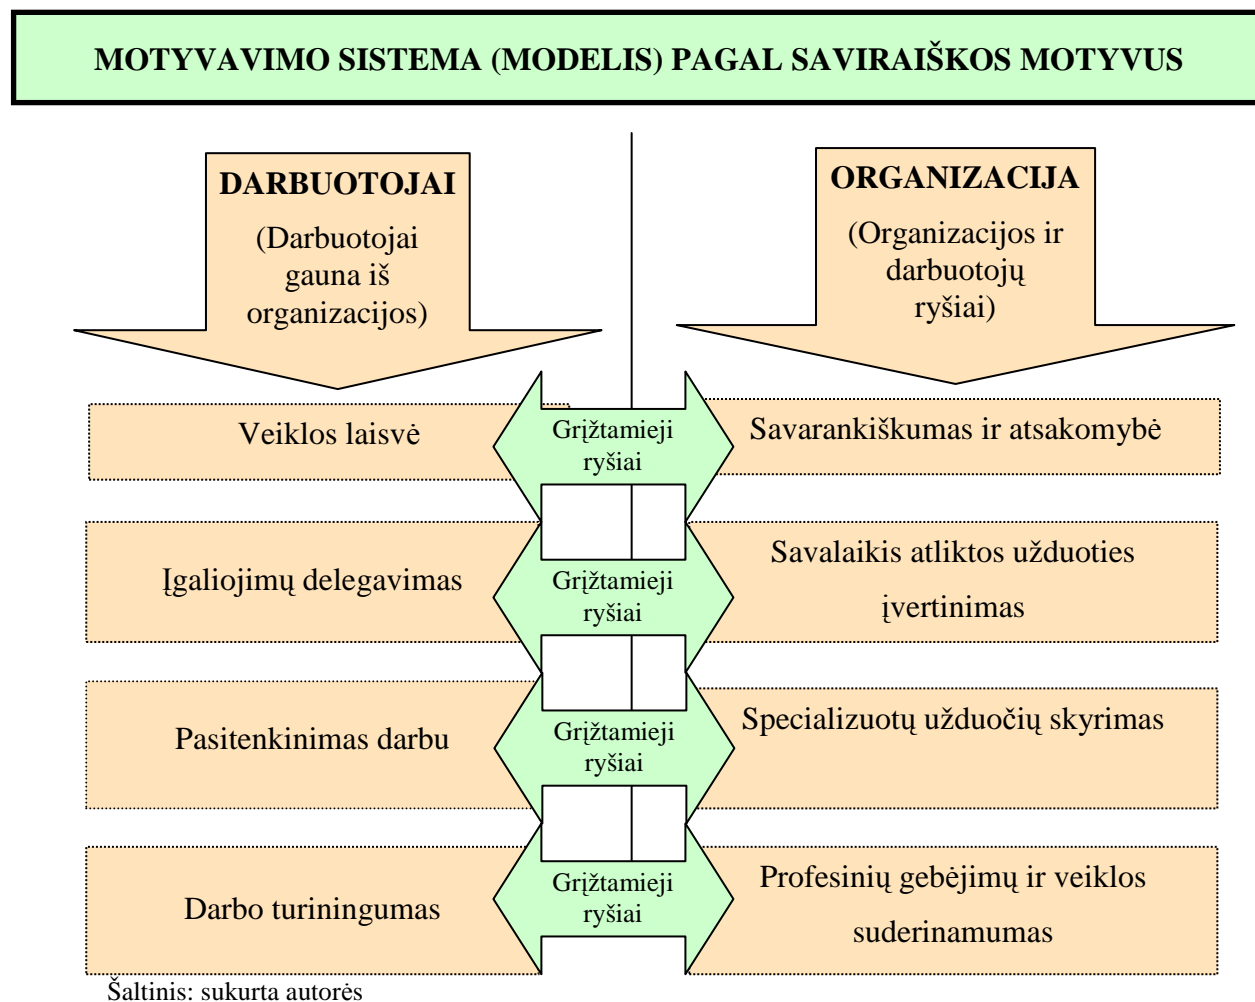 MOTYVAVIMO SISTEMA (MODELIS) PAGAL SAVIRAIŠKOS MOTYVUS
DARBUOTOJAI
(Darbuotojai
gauna iš
organizacijos)
ORGANIZACIJA
(Organizacijos ir
darbuotojų
ryšiai)
Veiklos laisvė
Grįžtamieji
ryšiai
Savarankiškumas ir atsakomybė
Įgaliojimų delegavimas
Grįžtamieji
ryšiai
Savalaikis atliktos užduoties
įvertinimas
Pasitenkinimas darbu
Grįžtamieji
ryšiai
Specializuotų užduočių skyrimas
Darbo turiningumas
Grįžtamieji
ryšiai
Profesinių gebėjimų ir veiklos
suderinamumas
Šaltinis: sukurta autorės